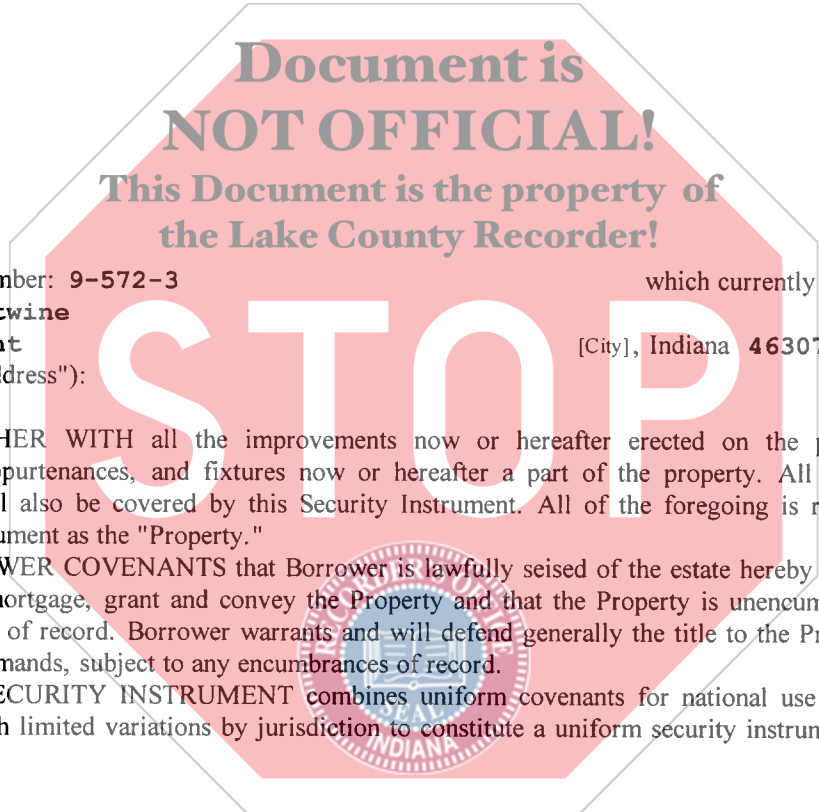 Document is
NOT OFFICIAL!
This Document is the property of
the Lake County Recorder!
mber: 9-572-3 which currently
twine
nt [City], Indiana 46307
dress"):
STOP
HER WITH all the improvements now or hereafter erected on the p
purtenances, and fixtures now or hereafter a part of the property. All
l also be covered by this Security Instrument. All of the foregoing is r
ument as the "Property."
WER COVENANTS that Borrower is lawfully seised of the estate hereby
ortgage, grant and convey the Property and that the Property is unencum
of record. Borrower warrants and will defend generally the title to the Pr
mands, subject to any encumbrances of record.
ECURITY INSTRUMENT combines uniform covenants for national use
h limited variations by jurisdiction to constitute a uniform security instrum
RECORDER'S OFFICE
SEAL
INDIANA